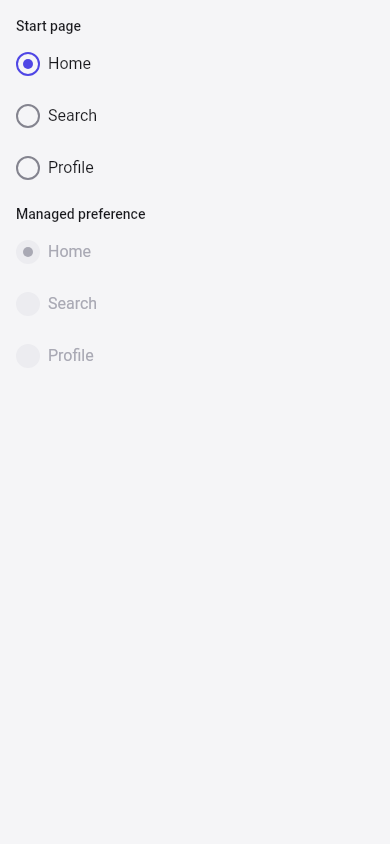 Start page
Home
Search
Profile
Managed preference
Home
Search
Profile